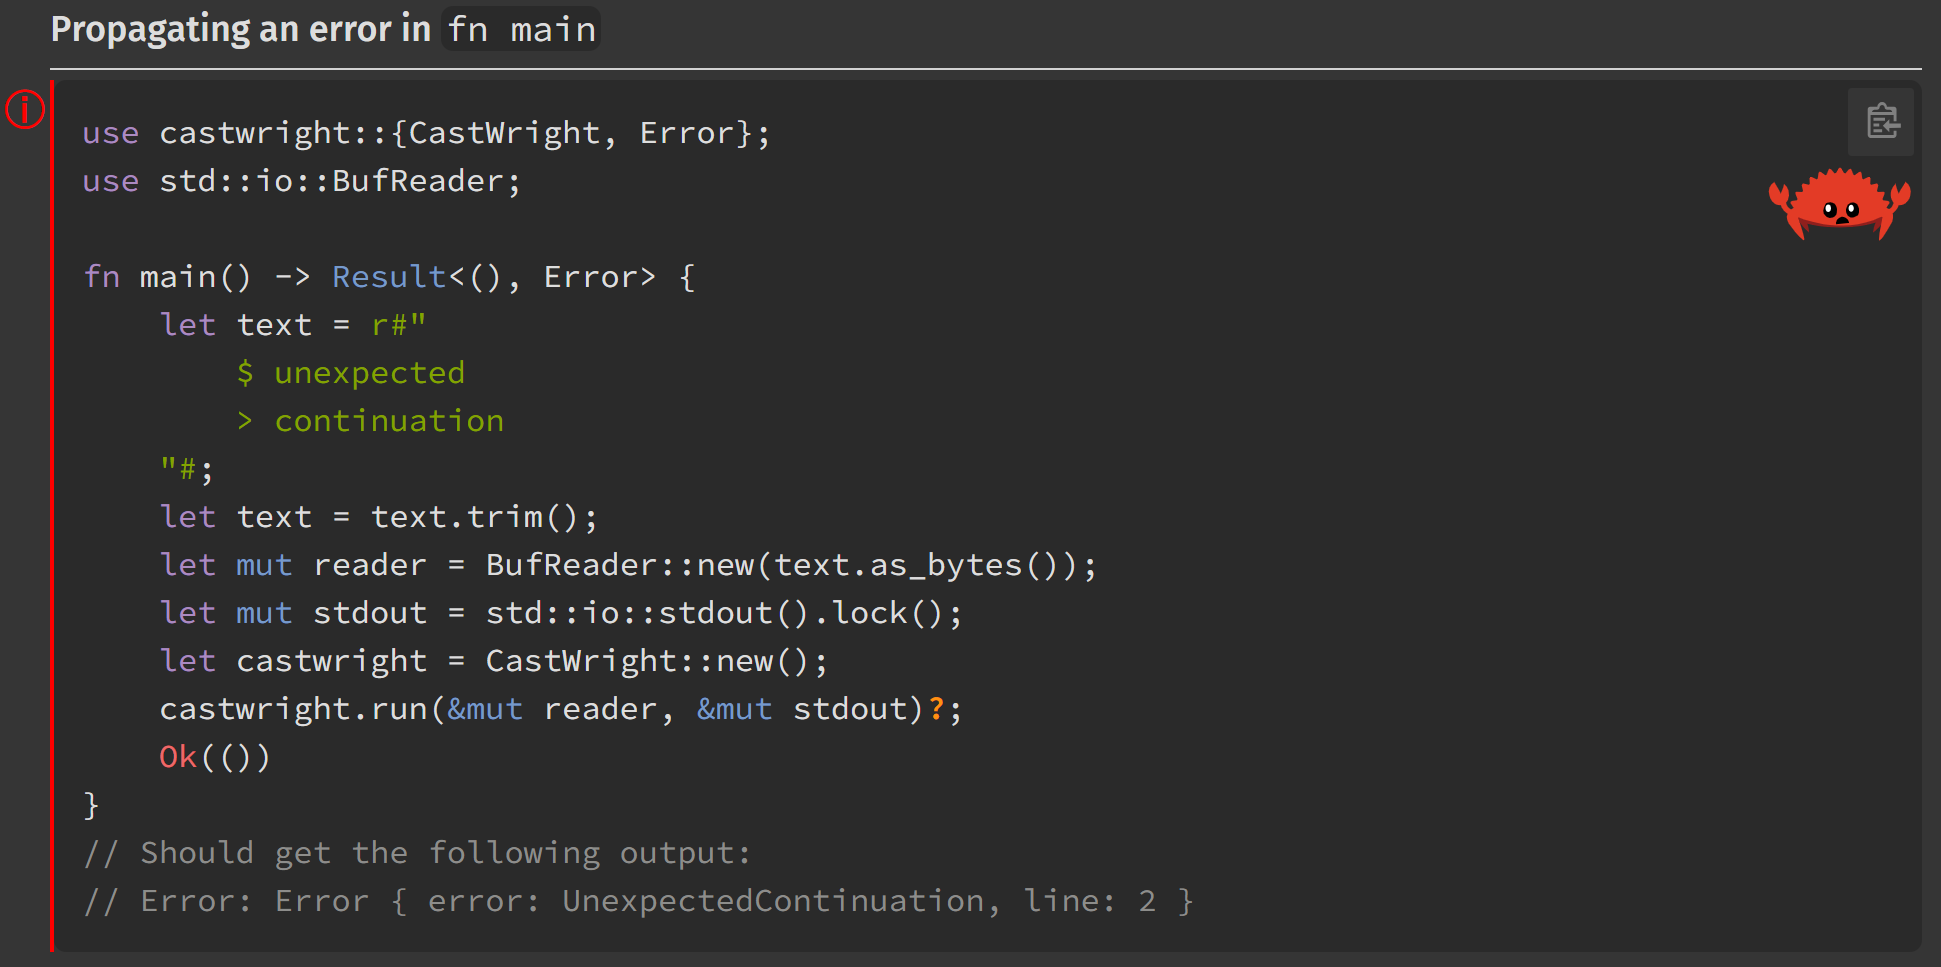 Propagating an error in fn main
use castwright::{CastWright, Error};
use std::io::BufReader;

fn main() -> Result<(), Error> {
    let text = r#"
        $ unexpected
        > continuation
    "#;
    let text = text.trim();
    let mut reader = BufReader::new(text.as_bytes());
    let mut stdout = std::io::stdout().lock();
    let castwright = CastWright::new();
    castwright.run(&mut reader, &mut stdout)?;
    Ok(())
}
// Should get the following output:
// Error: Error { error: UnexpectedContinuation, line: 2 }